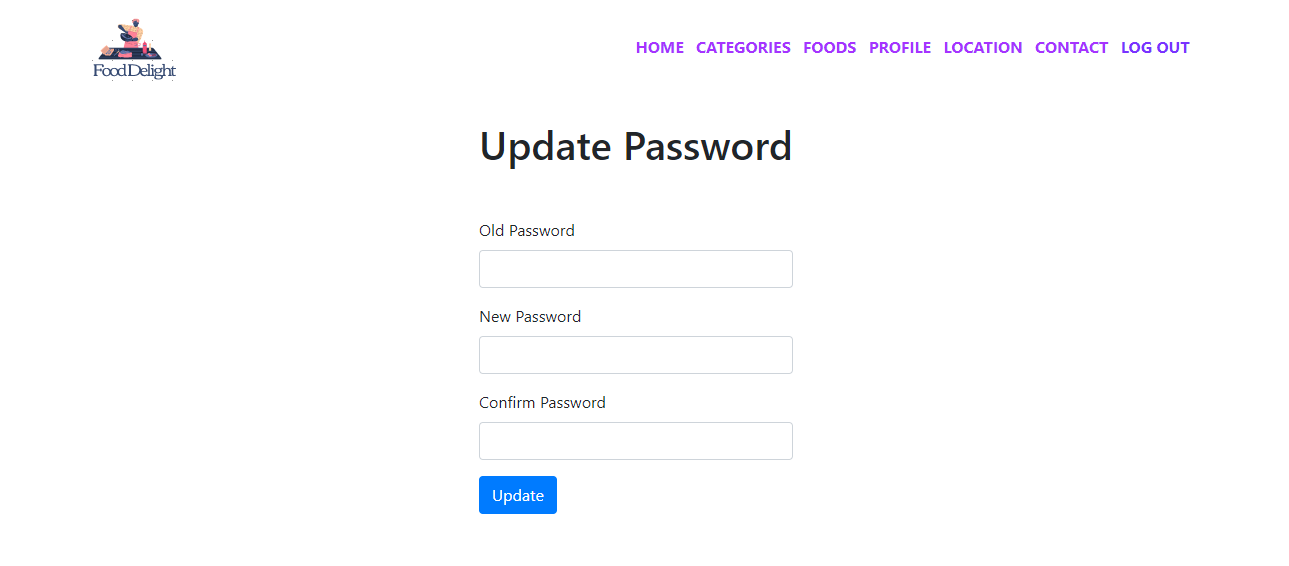 HOME CATEGORIES FOODS PROFILE LOCATION CONTACT LOG OUT
Food Delight
Update Password
Old Password
New Password
Confirm Password
Update